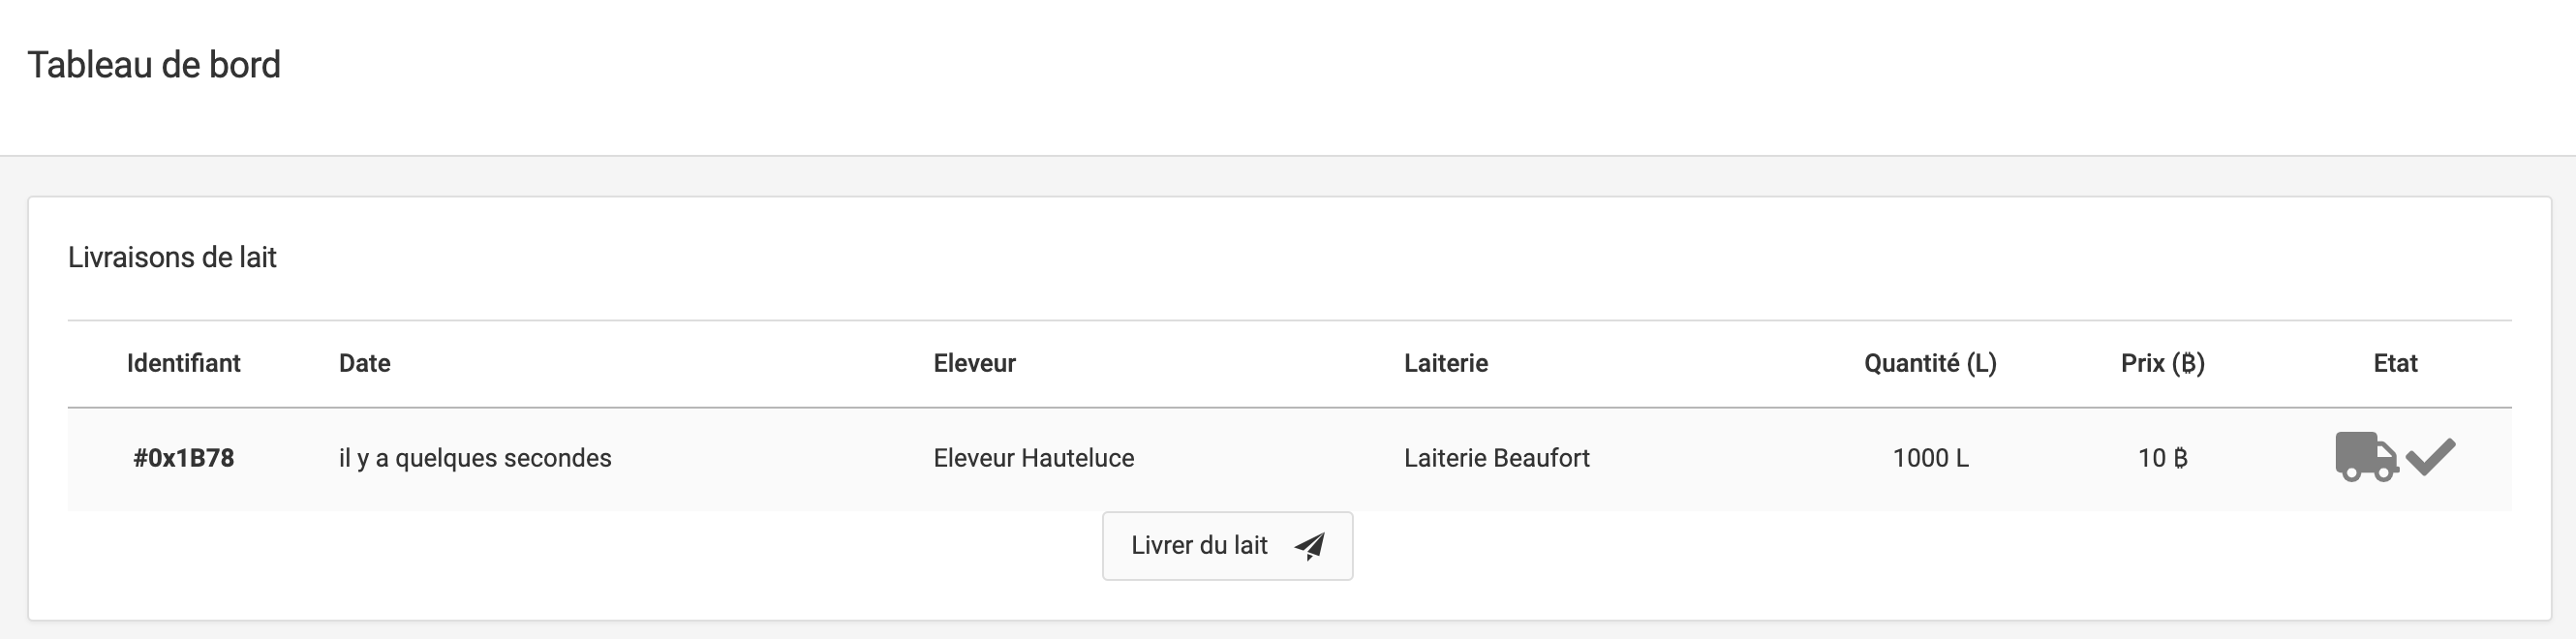 Tableau de bord
Livraisons de lait
Identifiant Date Eleveur Laiterie Quantité (L) Prix (₿) Etat
#0x1B78 il y a quelques secondes Eleveur Hauteluce Laiterie Beaufort 1000 L 10 ₿
Livrer du lait